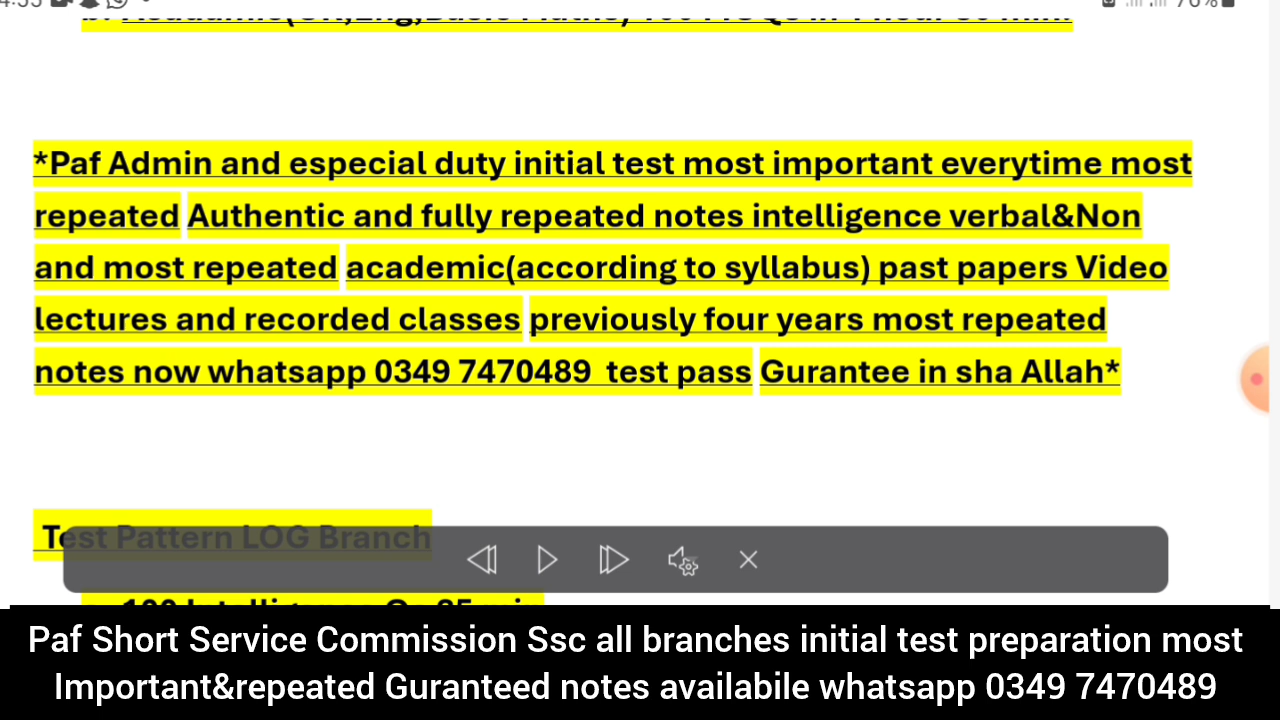 4:55
76%
*Paf Admin and especial duty initial test most important everytime most
repeated Authentic and fully repeated notes intelligence verbal&Non
and most repeated academic(according to syllabus) past papers Video
lectures and recorded classes previously four years most repeated
notes now whatsapp 0349 7470489 test pass Gurantee in sha Allah*
Test Pattern LOG Branch
Paf Short Service Commission Ssc all branches initial test preparation most
Important&repeated Guranteed notes availabile whatsapp 0349 7470489